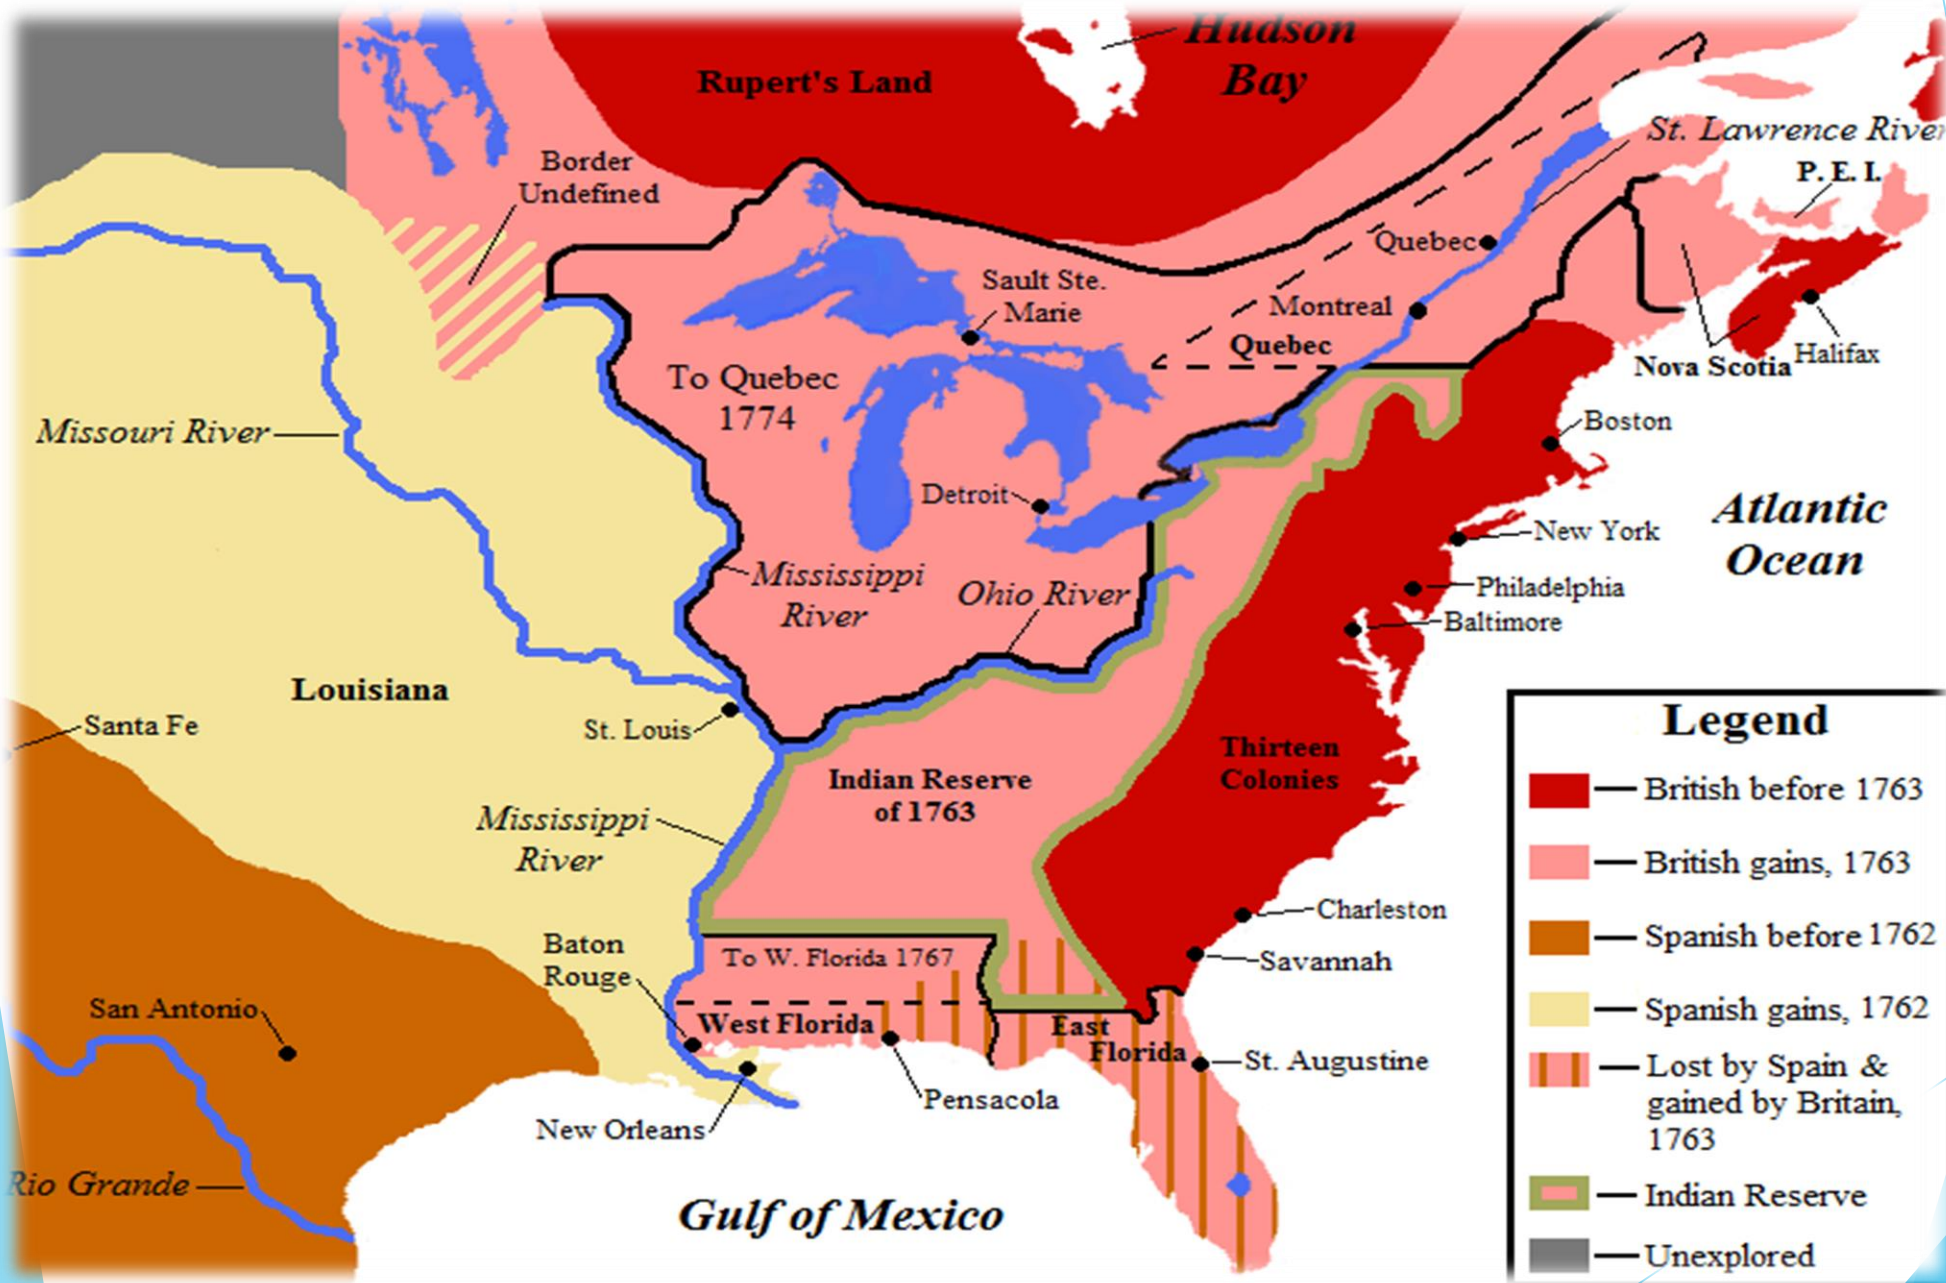 Hudson
Bay
Rupert's Land
St. Lawrence River
Border
Undefined
P. E. I.
Quebec
Sault Ste.
Marie
Montreal
Quebec
Nova Scotia
Halifax
To Quebec
1774
Missouri River
Boston
Detroit
Atlantic
Ocean
New York
Mississippi
River
Ohio River
Philadelphia
Baltimore
Louisiana
Santa Fe
St. Louis
Thirteen
Colonies
Indian Reserve
of 1763
Mississippi
River
Charleston
Baton
Rouge
To W. Florida 1767
Savannah
San Antonio
West Florida
East
Florida
St. Augustine
Pensacola
New Orleans
Rio Grande
Gulf of Mexico
Legend
British before 1763
British gains, 1763
Spanish before 1762
Spanish gains, 1762
Lost by Spain &
gained by Britain,
1763
Indian Reserve
Unexplored